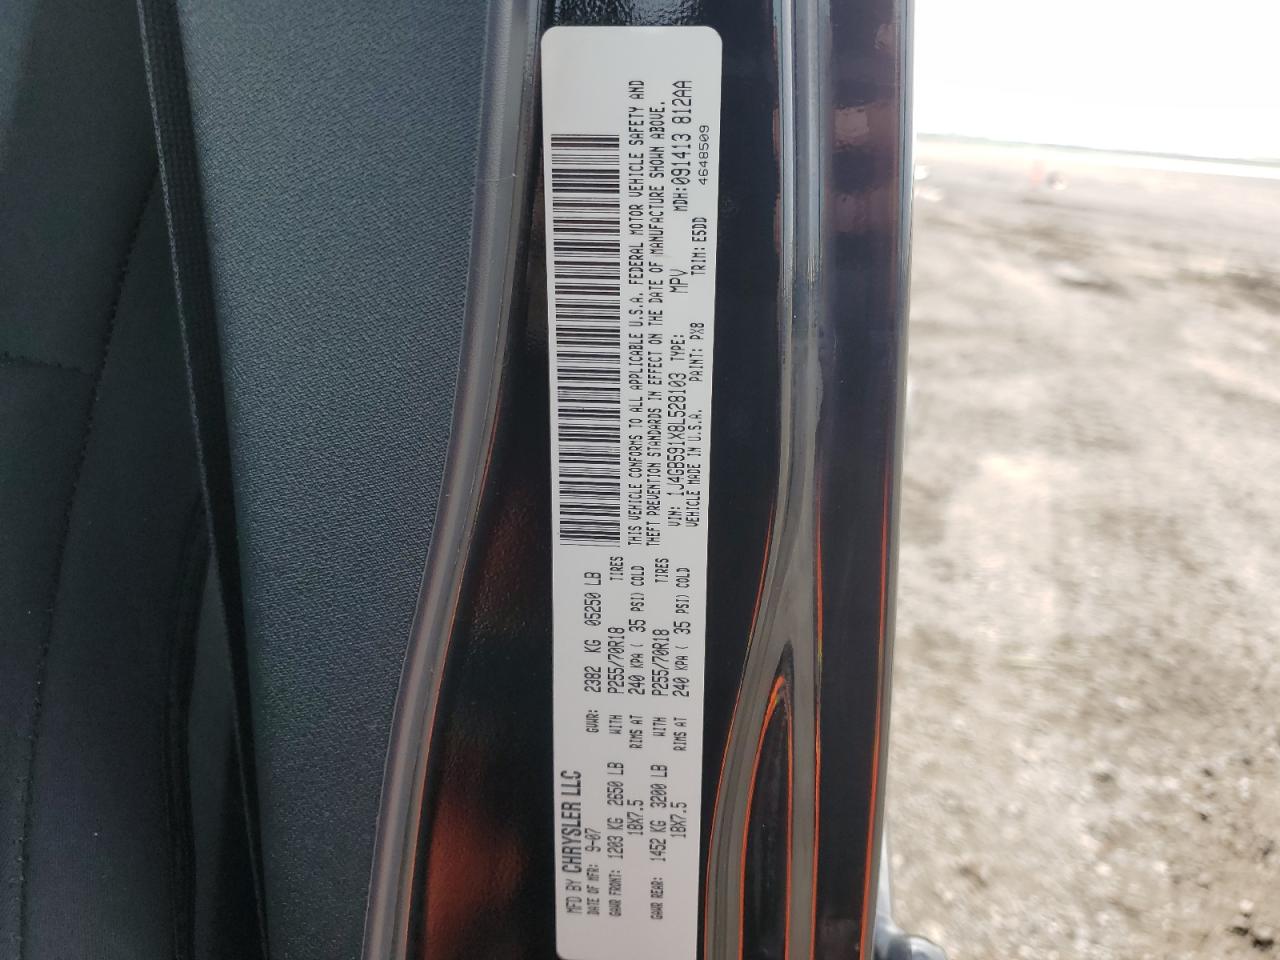 MFD BY CHRYSLER LLC
DATE OF MFR: 9-07 GVWR: 2382 KG 05250 LB
GAWR FRONT: 1203 KG 2650 LB WITH P255/70R18 TIRES
18X7.5 RIMS AT 240 KPA ( 35 PSI) COLD
GAWR REAR: 1452 KG 3200 LB WITH P255/70R18 TIRES
18X7.5 RIMS AT 240 KPA ( 35 PSI) COLD
THIS VEHICLE CONFORMS TO ALL APPLICABLE U.S.A. FEDERAL MOTOR VEHICLE SAFETY AND
THEFT PREVENTION STANDARDS IN EFFECT ON THE DATE OF MANUFACTURE SHOWN ABOVE.
VIN: 1J4GB591X8L528103 TYPE: MPV MDH:091413 812AA
VEHICLE MADE IN U.S.A. PAINT: PX8 TRIM: E5DD 4648509